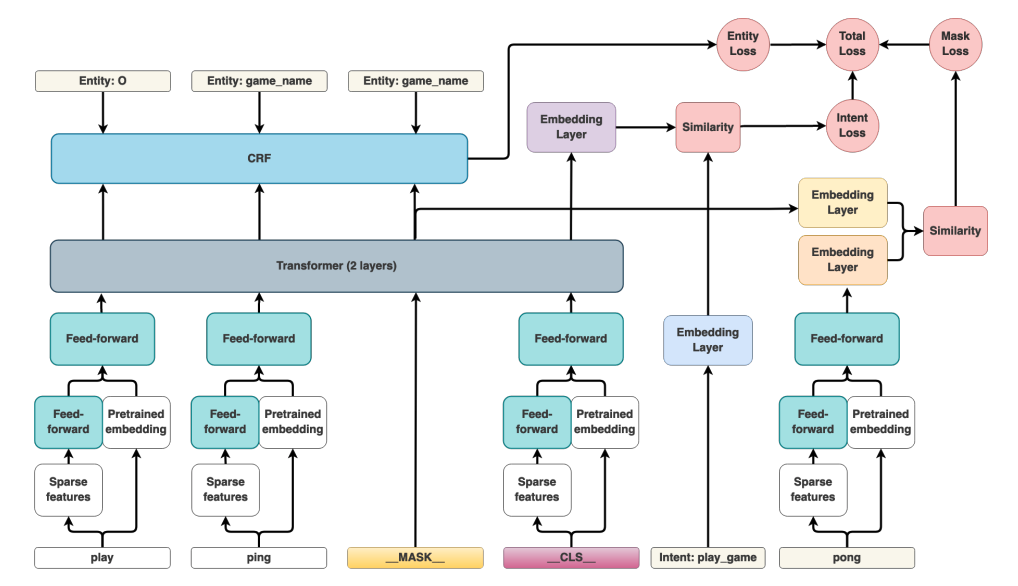 Entity
Loss
Total
Loss
Mask
Loss
Entity: O
Entity: game_name
Entity: game_name
Embedding
Layer
Similarity
Intent
Loss
CRF
Embedding
Layer
Similarity
Embedding
Layer
Transformer (2 layers)
Feed-forward
Feed-forward
Feed-forward
Embedding
Layer
Feed-forward
Feed-
forward
Pretrained
embedding
Feed-
forward
Pretrained
embedding
Feed-
forward
Pretrained
embedding
Feed-
forward
Pretrained
embedding
Sparse
features
Sparse
features
Sparse
features
Sparse
features
play
ping
__MASK__
__CLS__
Intent: play_game
pong